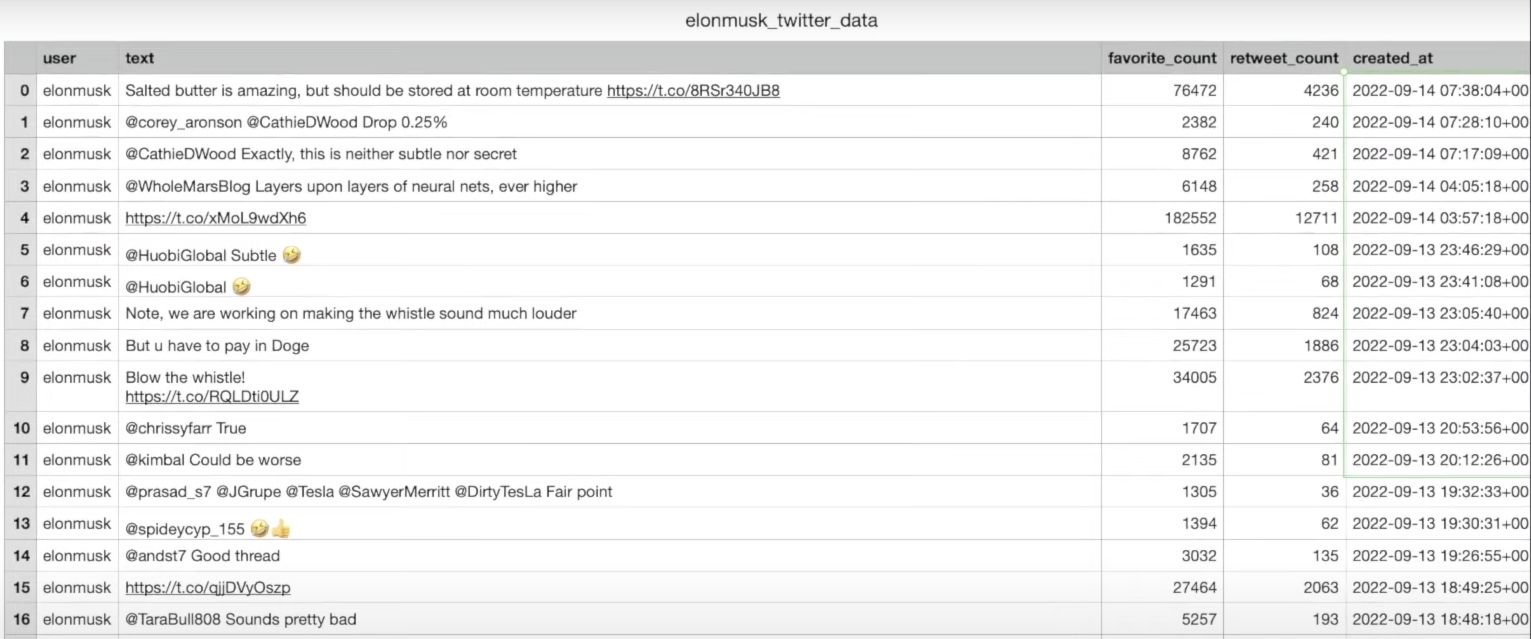 elonmusk_twitter_data
user text favorite_count retweet_count created_at
0 elonmusk Salted butter is amazing, but should be stored at room temperature https://t.co/8RSr340JB8 76472 4236 2022-09-14 07:38:04+00
1 elonmusk @corey_aronson @CathieDWood Drop 0.25% 2382 240 2022-09-14 07:28:10+00
2 elonmusk @CathieDWood Exactly, this is neither subtle nor secret 8762 421 2022-09-14 07:17:09+00
3 elonmusk @WholeMarsBlog Layers upon layers of neural nets, ever higher 6148 258 2022-09-14 04:05:18+00
4 elonmusk https://t.co/xMoL9wdXh6 182552 12711 2022-09-14 03:57:18+00
5 elonmusk @HuobiGlobal Subtle 🤣 1635 108 2022-09-13 23:46:29+00
6 elonmusk @HuobiGlobal 🤣 1291 68 2022-09-13 23:41:08+00
7 elonmusk Note, we are working on making the whistle sound much louder 17463 824 2022-09-13 23:05:40+00
8 elonmusk But u have to pay in Doge 25723 1886 2022-09-13 23:04:03+00
9 elonmusk Blow the whistle! 34005 2376 2022-09-13 23:02:37+00
https://t.co/RQLDti0ULZ
10 elonmusk @chrissyfarr True 1707 64 2022-09-13 20:53:56+00
11 elonmusk @kimbal Could be worse 2135 81 2022-09-13 20:12:26+00
12 elonmusk @prasad_s7 @JGrupe @Tesla @SawyerMerritt @DirtyTesLa Fair point 1305 36 2022-09-13 19:32:33+00
13 elonmusk @spideycyp_155 🤣👍 1394 62 2022-09-13 19:30:31+00
14 elonmusk @andst7 Good thread 3032 135 2022-09-13 19:26:55+00
15 elonmusk https://t.co/qjjDVyOszp 27464 2063 2022-09-13 18:49:25+00
16 elonmusk @TaraBull808 Sounds pretty bad 5257 193 2022-09-13 18:48:18+00